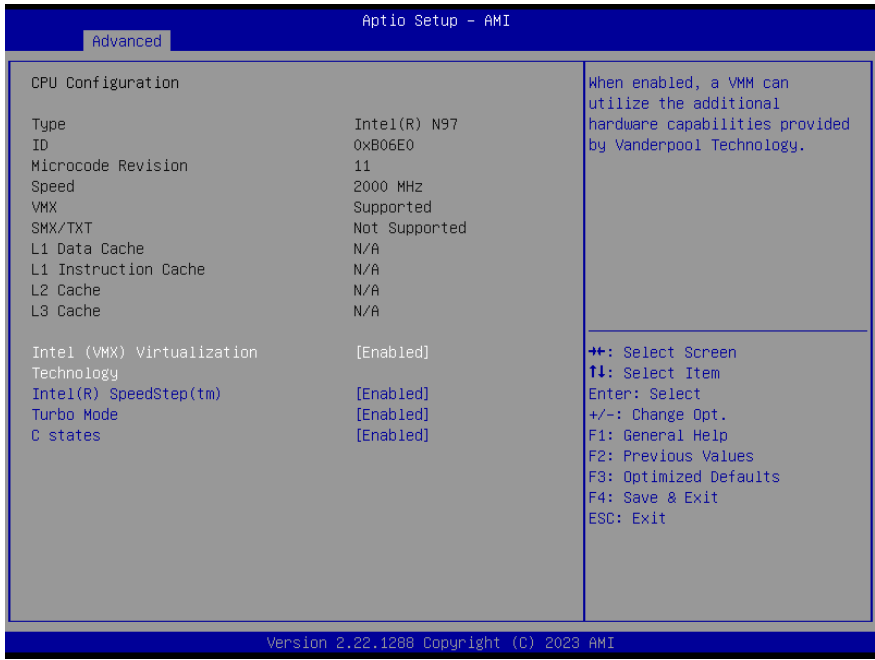 Aptio Setup – AMI
Advanced
CPU Configuration
Type Intel(R) N97
ID 0xB06E0
Microcode Revision 11
Speed 2000 MHz
VMX Supported
SMX/TXT Not Supported
L1 Data Cache N/A
L1 Instruction Cache N/A
L2 Cache N/A
L3 Cache N/A
Intel (VMX) Virtualization [Enabled]
Technology
Intel(R) SpeedStep(tm) [Enabled]
Turbo Mode [Enabled]
C states [Enabled]
When enabled, a VMM can
utilize the additional
hardware capabilities provided
by Vanderpool Technology.
→←: Select Screen
↑↓: Select Item
Enter: Select
+/-: Change Opt.
F1: General Help
F2: Previous Values
F3: Optimized Defaults
F4: Save & Exit
ESC: Exit
Version 2.22.1288 Copyright (C) 2023 AMI